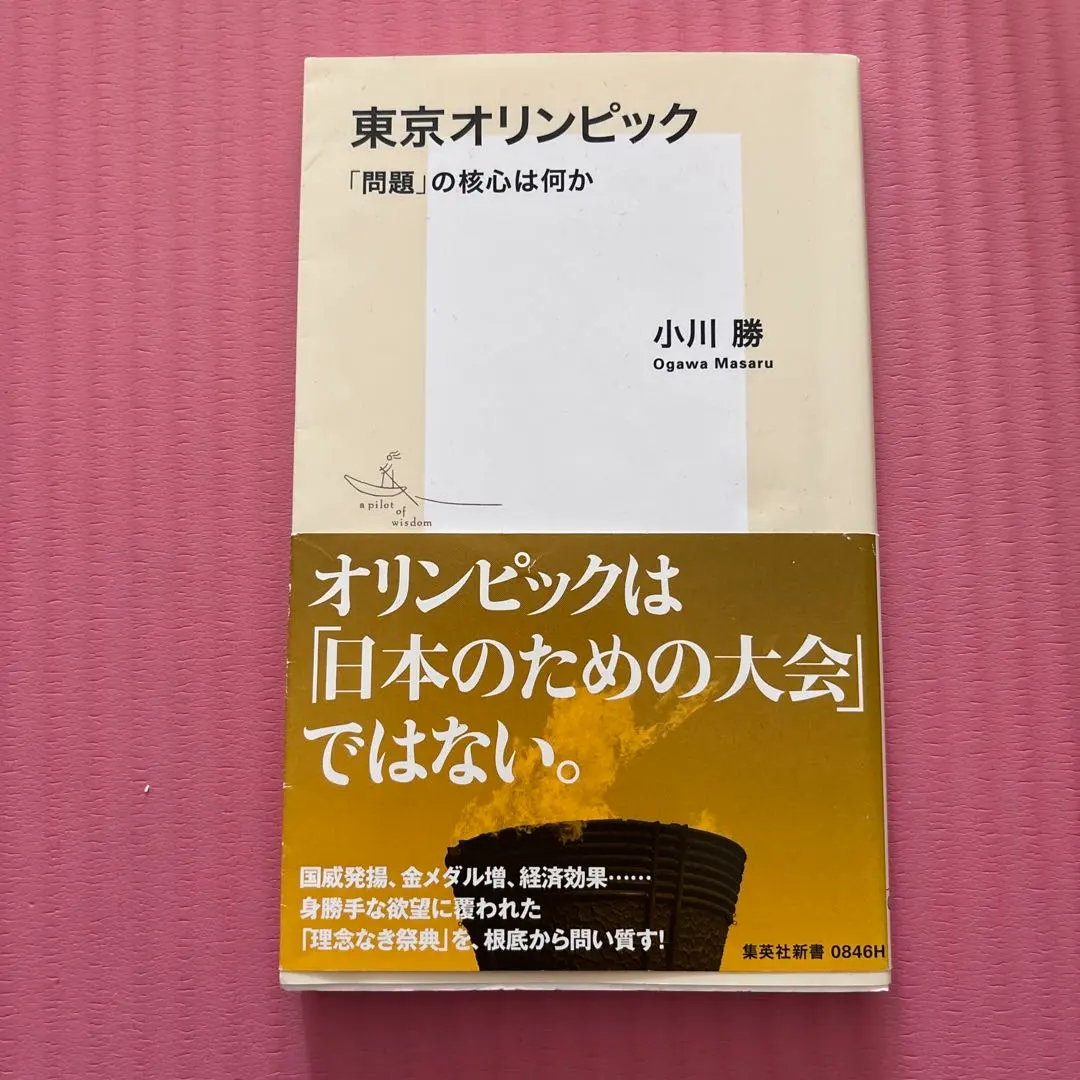 東京オリンピック
「問題」の核心は何か
小川 勝
Ogawa Masaru
a pilot
of
wisdom
オリンピックは
「日本のための大会」
ではない。
国威発揚、金メダル増、経済効果……
身勝手な欲望に覆われた
「理念なき祭典」を、根底から問い質す!
集英社新書 0846H